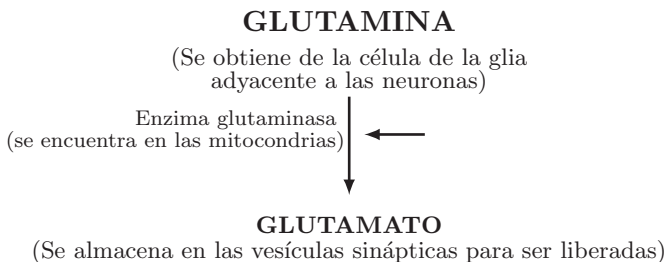 GLUTAMINA
(Se obtiene de la célula de la glia
adyacente a las neuronas)
Enzima glutaminasa
(se encuentra en las mitocondrias)
GLUTAMATO
(Se almacena en las vesículas sinápticas para ser liberadas)